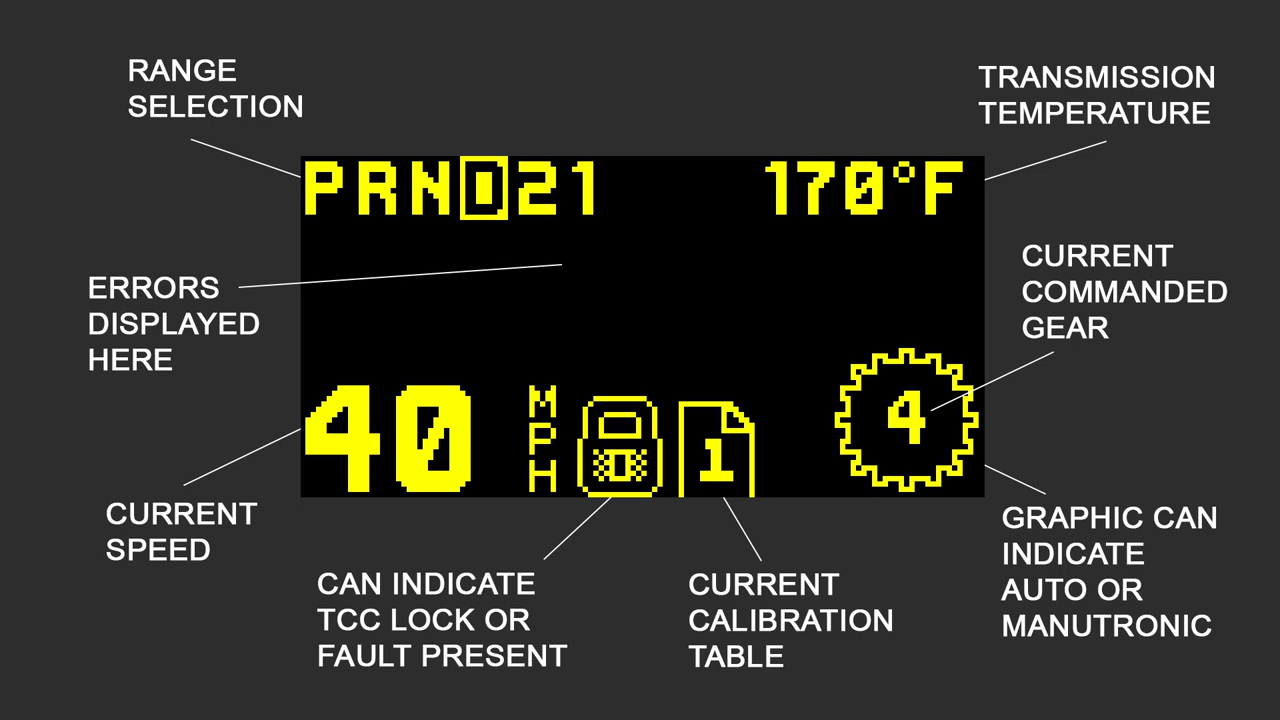 RANGE
SELECTION
TRANSMISSION
TEMPERATURE
PRND21
170°F
ERRORS
DISPLAYED
HERE
CURRENT
COMMANDED
GEAR
40
MPH
1
4
CURRENT
SPEED
CAN INDICATE
TCC LOCK OR
FAULT PRESENT
CURRENT
CALIBRATION
TABLE
GRAPHIC CAN
INDICATE
AUTO OR
MANUTRONIC